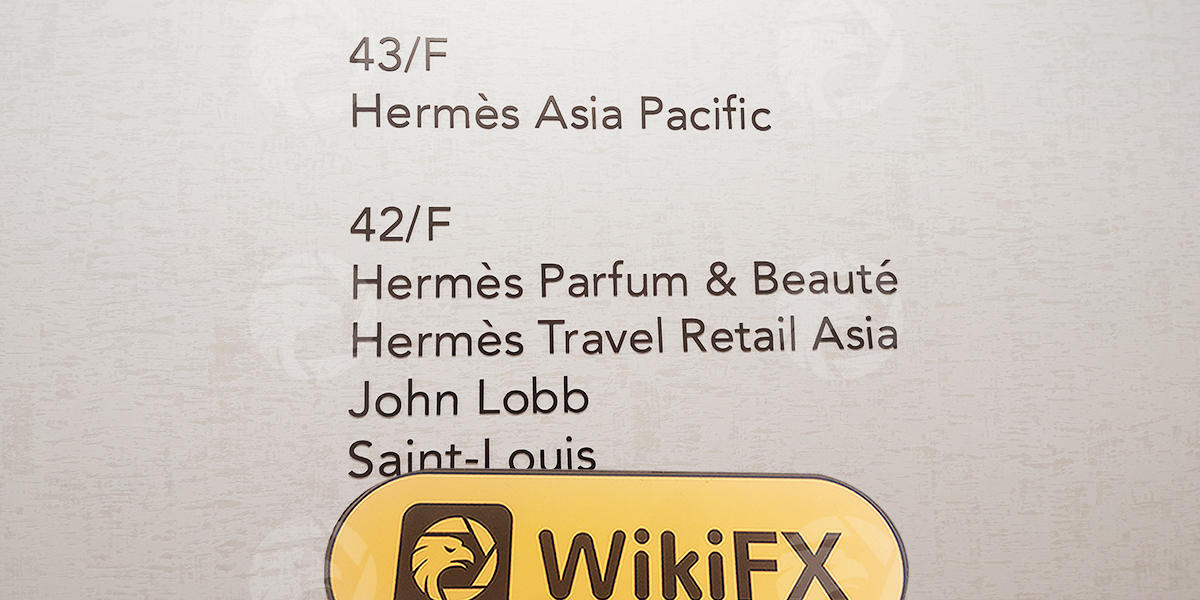 43/F
Hermès Asia Pacific
42/F
Hermès Parfum & Beauté
Hermès Travel Retail Asia
John Lobb
Saint-Louis
WikiFX